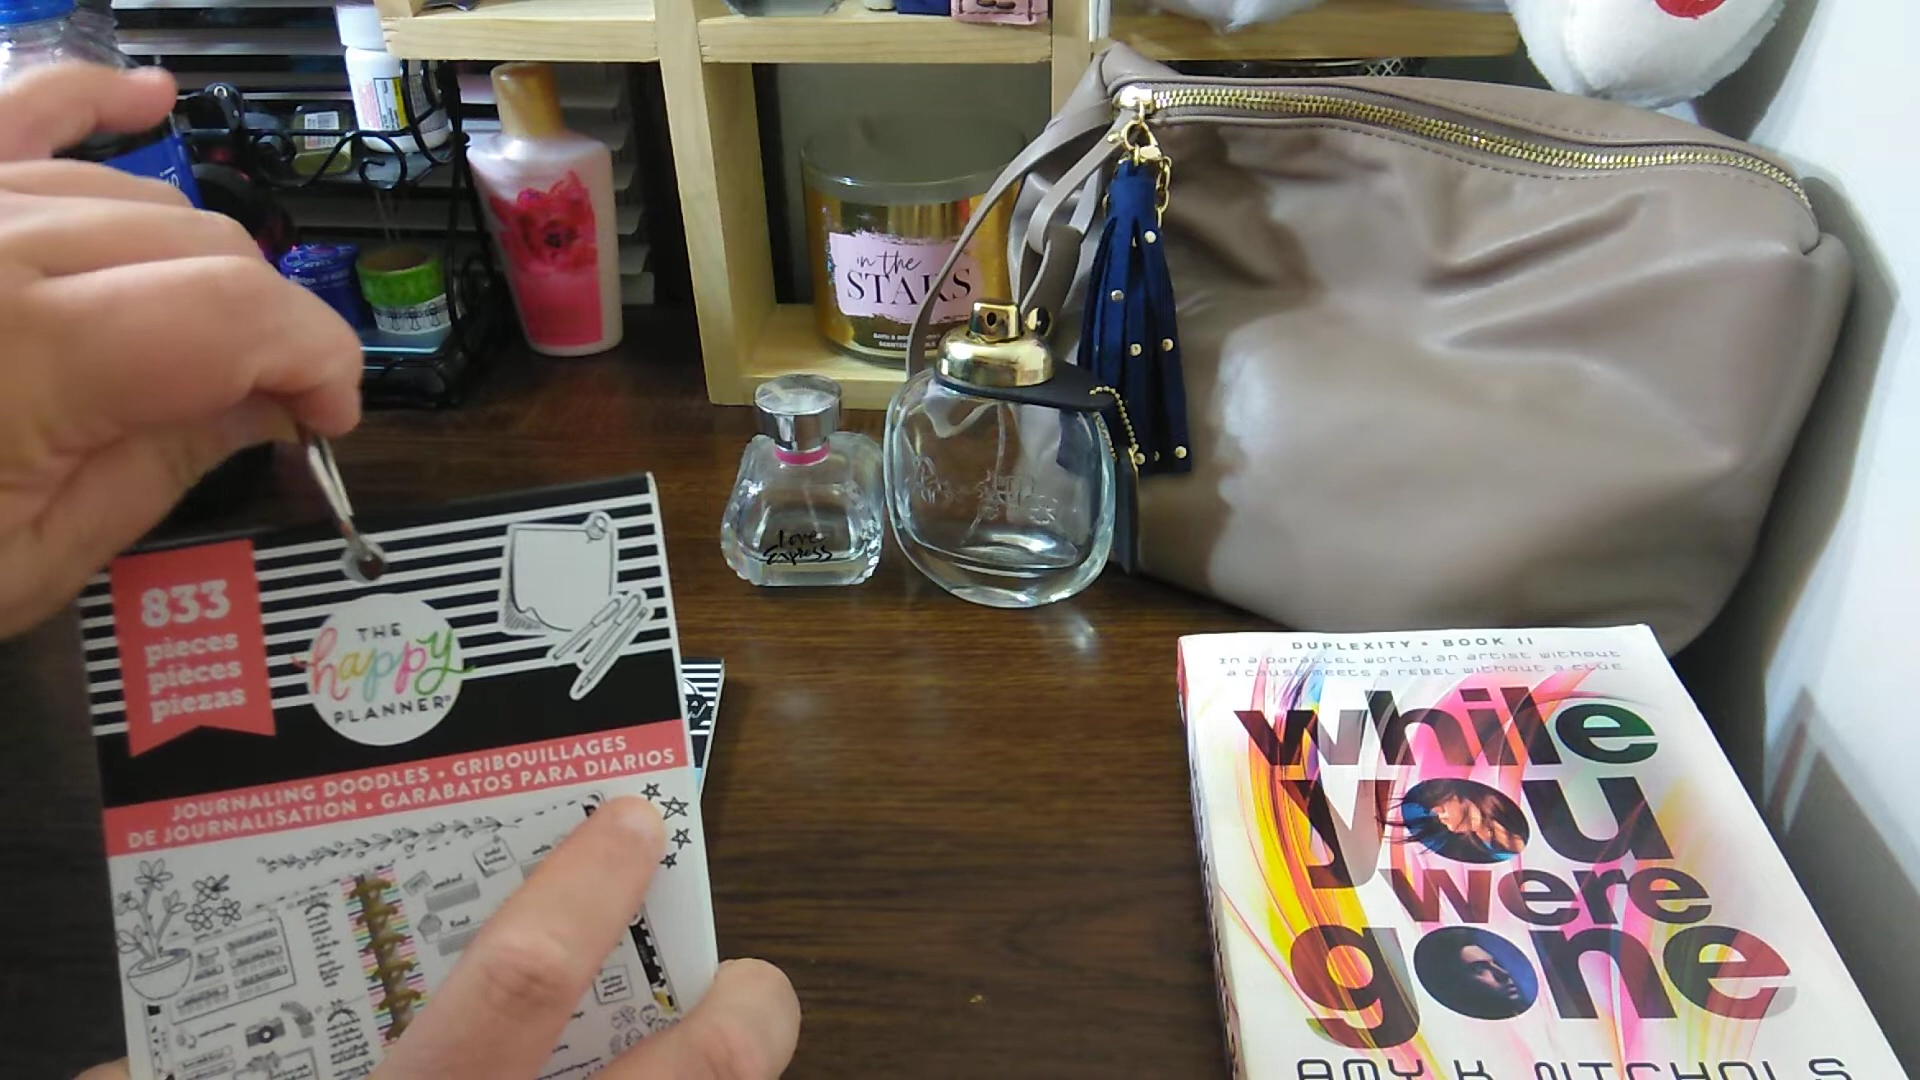 in the
STARS
Love
Express
833
pieces
pièces
piezas
THE
happy
PLANNER
JOURNALING DOODLES • GRIBOUILLAGES
DE JOURNALISATION • GARABATOS PARA DIARIOS
DUPLEXITY • BOOK II
In a parallel world, an artist without
a cause meets a rebel without a clue.
while
you
were
gone
AMY K NICHOLS